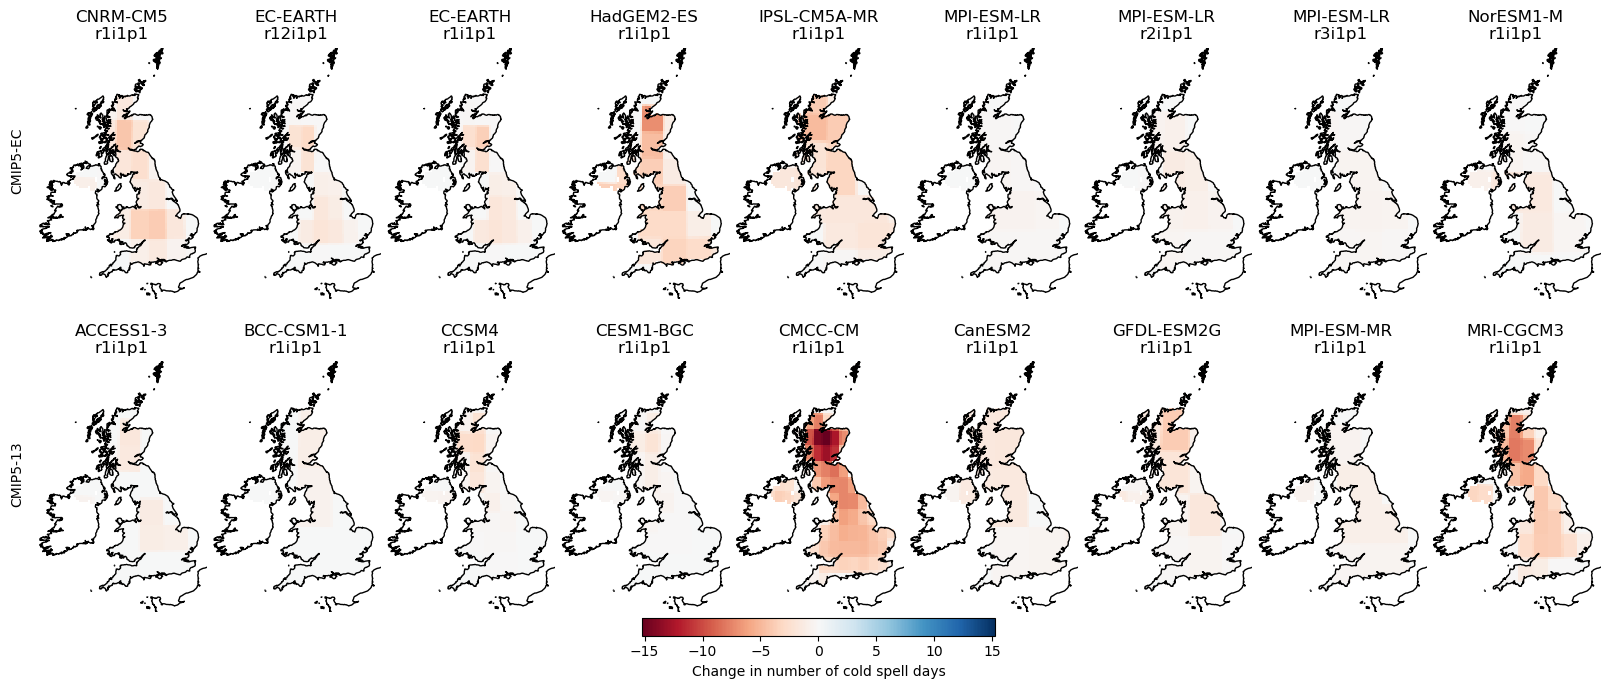 CNRM-CM5
r1i1p1
EC-EARTH
r12i1p1
EC-EARTH
r1i1p1
HadGEM2-ES
r1i1p1
IPSL-CM5A-MR
r1i1p1
MPI-ESM-LR
r1i1p1
MPI-ESM-LR
r2i1p1
MPI-ESM-LR
r3i1p1
NorESM1-M
r1i1p1
CMIP5-EC
ACCESS1-3
r1i1p1
BCC-CSM1-1
r1i1p1
CCSM4
r1i1p1
CESM1-BGC
r1i1p1
CMCC-CM
r1i1p1
CanESM2
r1i1p1
GFDL-ESM2G
r1i1p1
MPI-ESM-MR
r1i1p1
MRI-CGCM3
r1i1p1
CMIP5-13
−15 −10 −5 0 5 10 15
Change in number of cold spell days